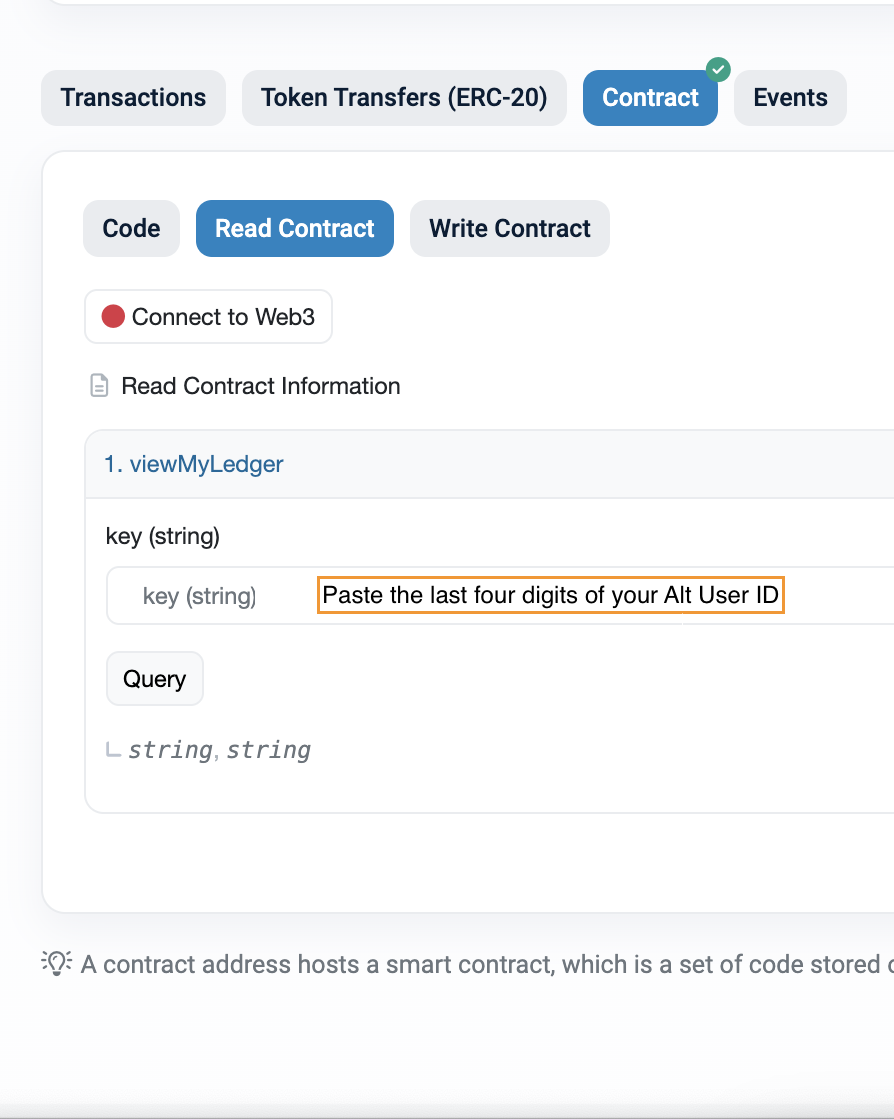 Transactions
Token Transfers (ERC-20)
Contract
Events
Code
Read Contract
Write Contract
Connect to Web3
Read Contract Information
1. viewMyLedger
key (string)
key (string)
Paste the last four digits of your Alt User ID
Query
string, string
A contract address hosts a smart contract, which is a set of code stored